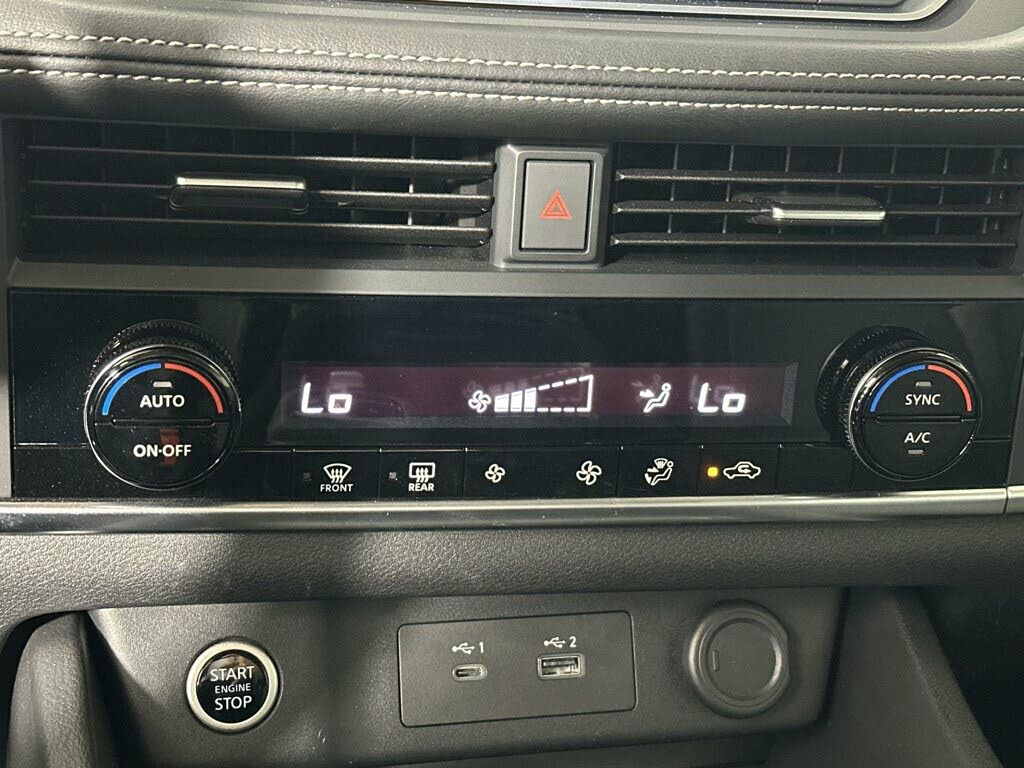 AUTO
ON·OFF
Lo
Lo
SYNC
A/C
FRONT
REAR
START
ENGINE
STOP
1
2